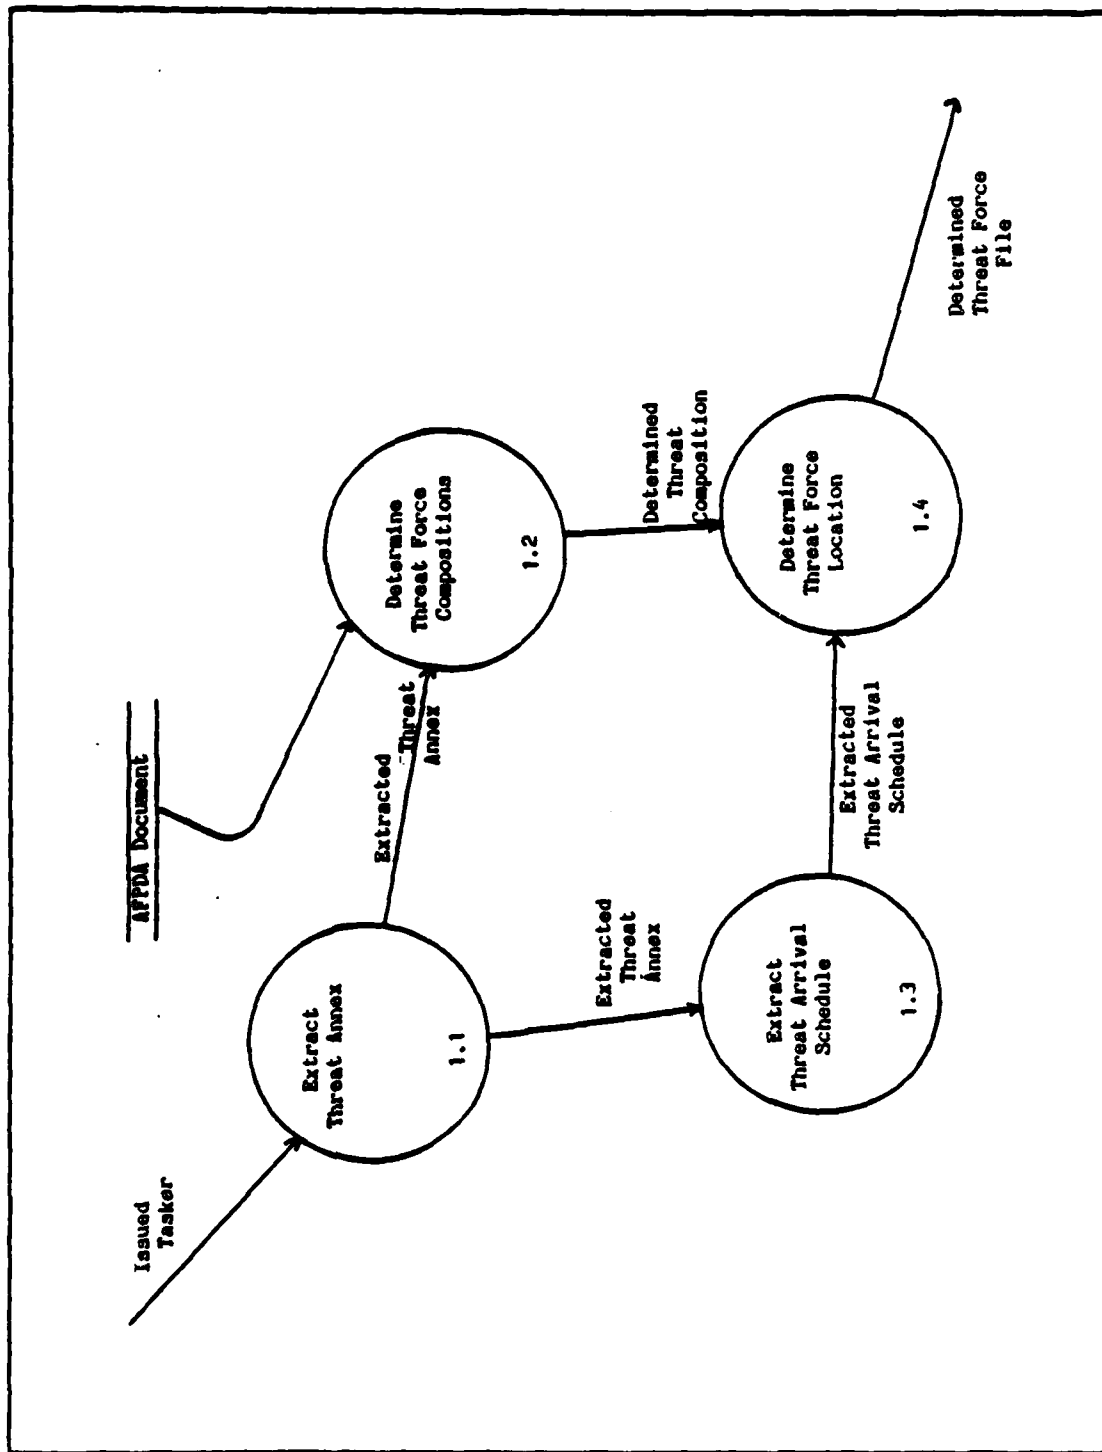 Issued
Tasker
AFPDA Document
Extract
Threat Annex
1.1
Extracted
Threat
Annex
Determine
Threat Force
Compositions
1.2
Extracted
Threat
Annex
Determined
Threat
Composition
Extract
Threat Arrival
Schedule
1.3
Extracted
Threat Arrival
Schedule
Determine
Threat Force
Location
1.4
Determined
Threat Force
File